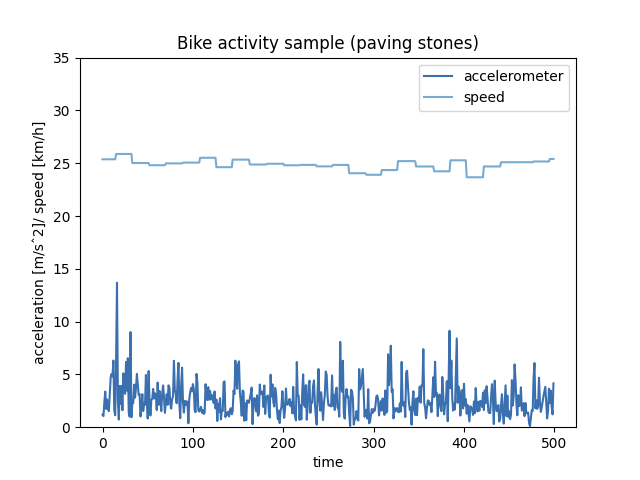 Bike activity sample (paving stones)
accelerometer
speed
35
30
25
20
15
10
5
0
acceleration [m/sˆ2]/ speed [km/h]
0 100 200 300 400 500
time